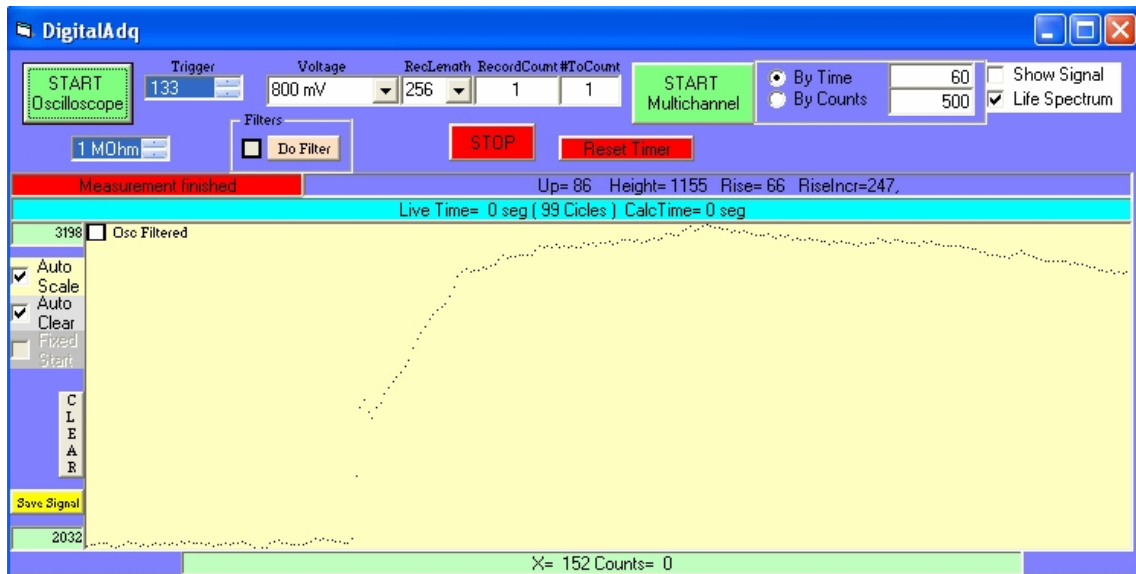 DigitalAdq
START
Oscilloscope
Trigger
133
Voltage
800 mV
RecLength
256
RecordCount
1
#ToCount
1
START
Multichannel
By Time
60
By Counts
500
Show Signal
Life Spectrum
1 MOhm
Filters
Do Filter
STOP
Reset Timer
Measurement finished
Up= 86 Height= 1155 Rise= 66 RiseIncr=247,
Live Time= 0 seg ( 99 Cicles ) CalcTime= 0 seg
3198
Osc Filtered
Auto
Scale
Auto
Clear
Fixed
Start
C
L
E
A
R
Save Signal
2032
X= 152 Counts= 0